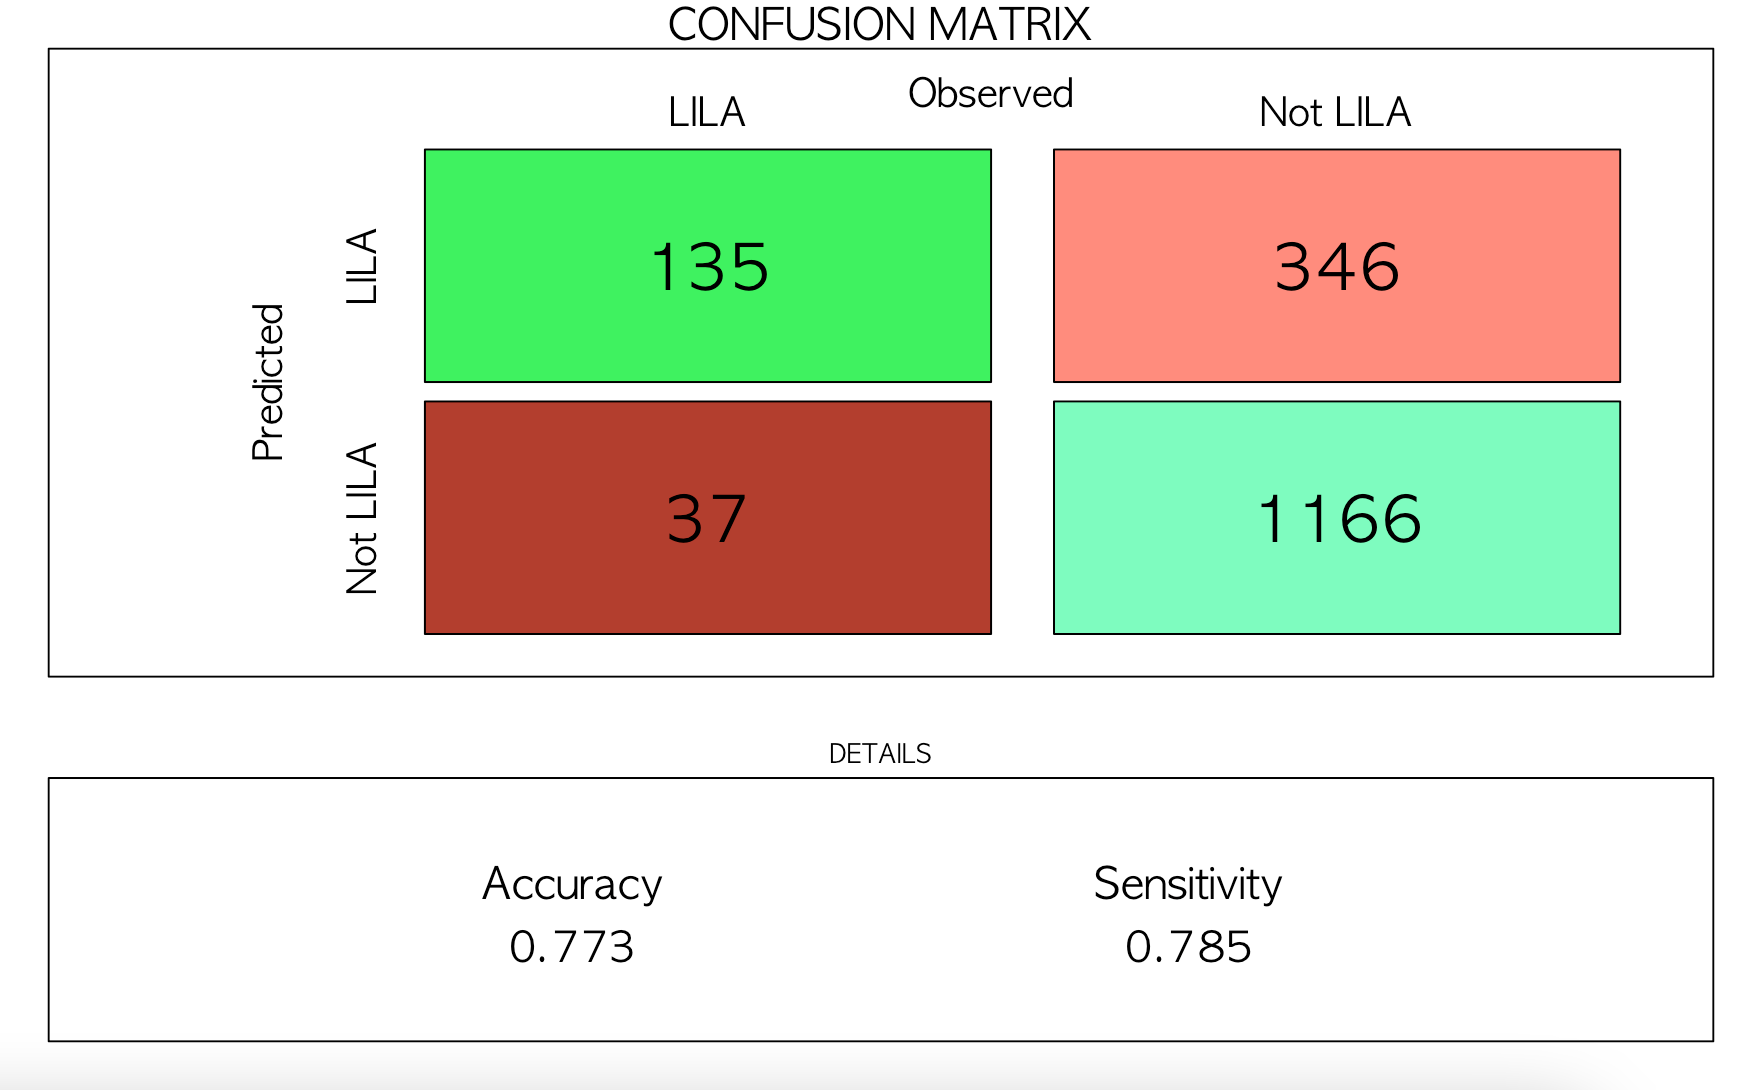 CONFUSION MATRIX
Observed
LILA Not LILA
Predicted
LILA
135 346
Not LILA
37 1166
DETAILS
Accuracy Sensitivity
0.773 0.785